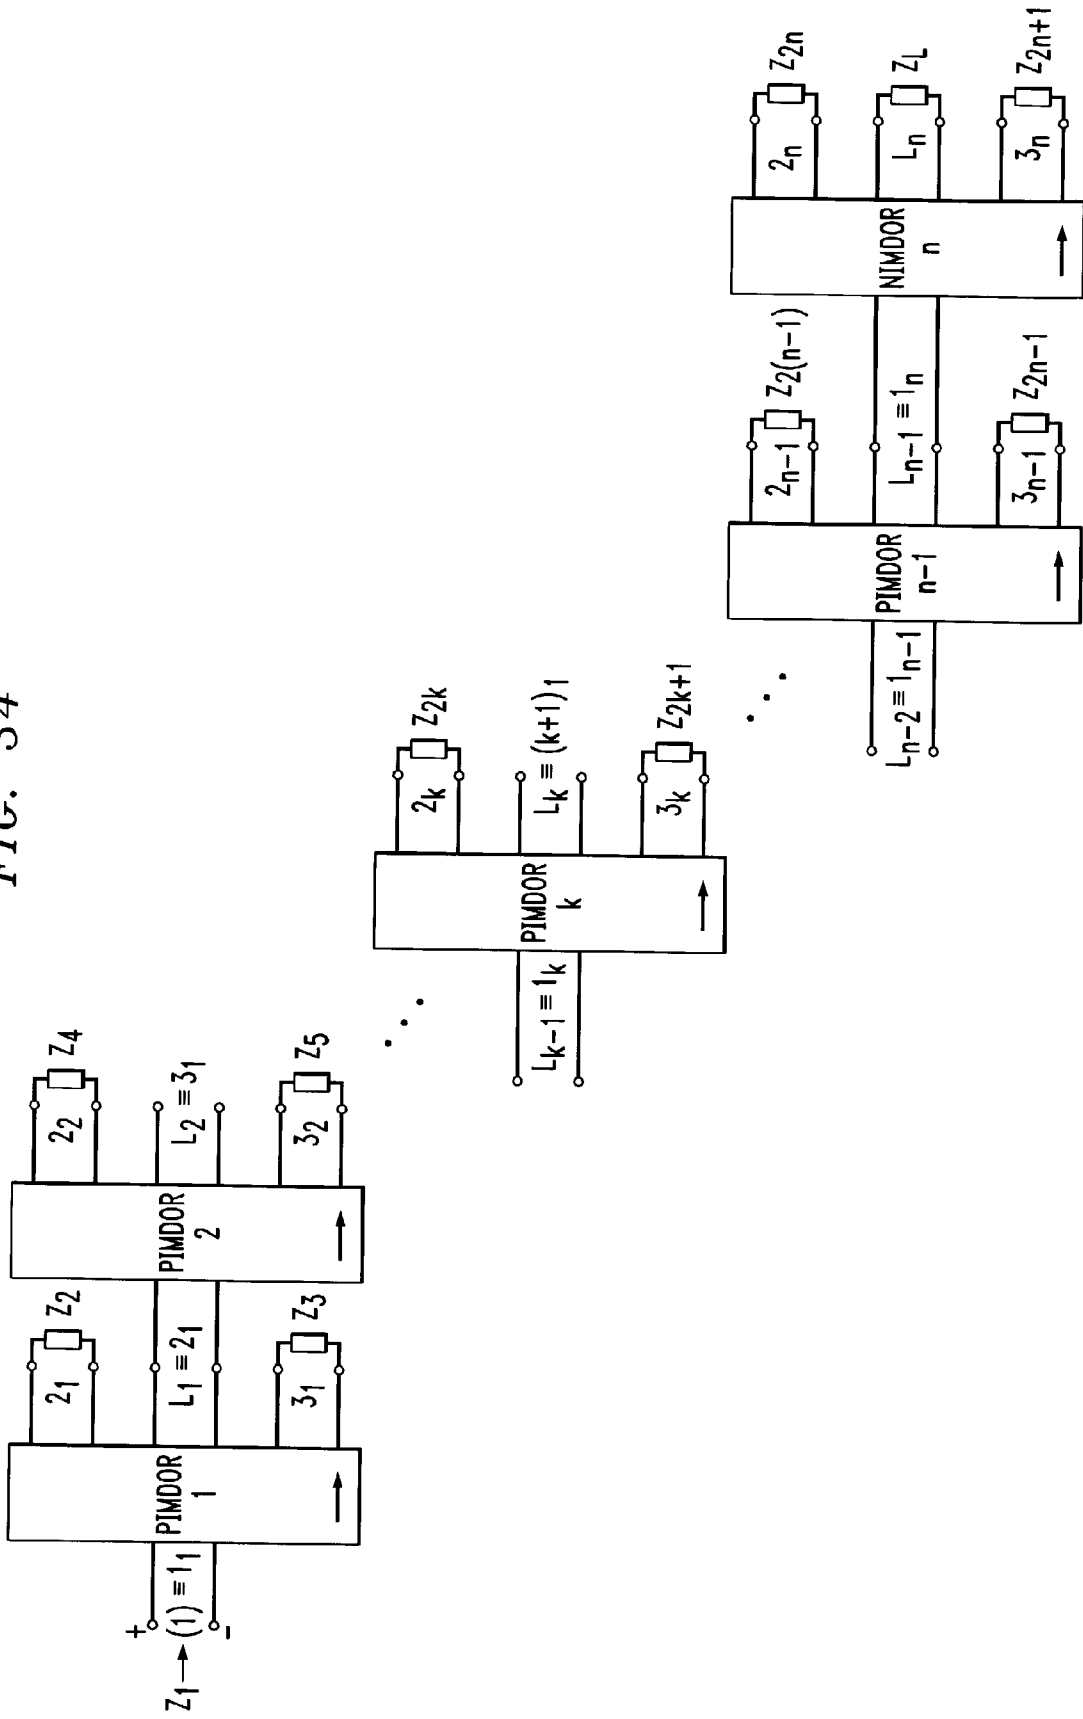 FIG. 34
Z1
+
(1) ≡ 11
-
PIMDOR
1
21
Z2
L1 ≡ 21
31
Z3
PIMDOR
2
22
Z4
L2 ≡ 31
32
Z5
Lk-1 ≡ 1k
PIMDOR
k
2k
Z2k
Lk ≡ (k+1)1
3k
Z2k+1
Ln-2 ≡ 1n-1
PIMDOR
n-1
2n-1
Z2(n-1)
Ln-1 ≡ 1n
3n-1
Z2n-1
NIMDOR
n
2n
Z2n
Ln
ZL
3n
Z2n+1